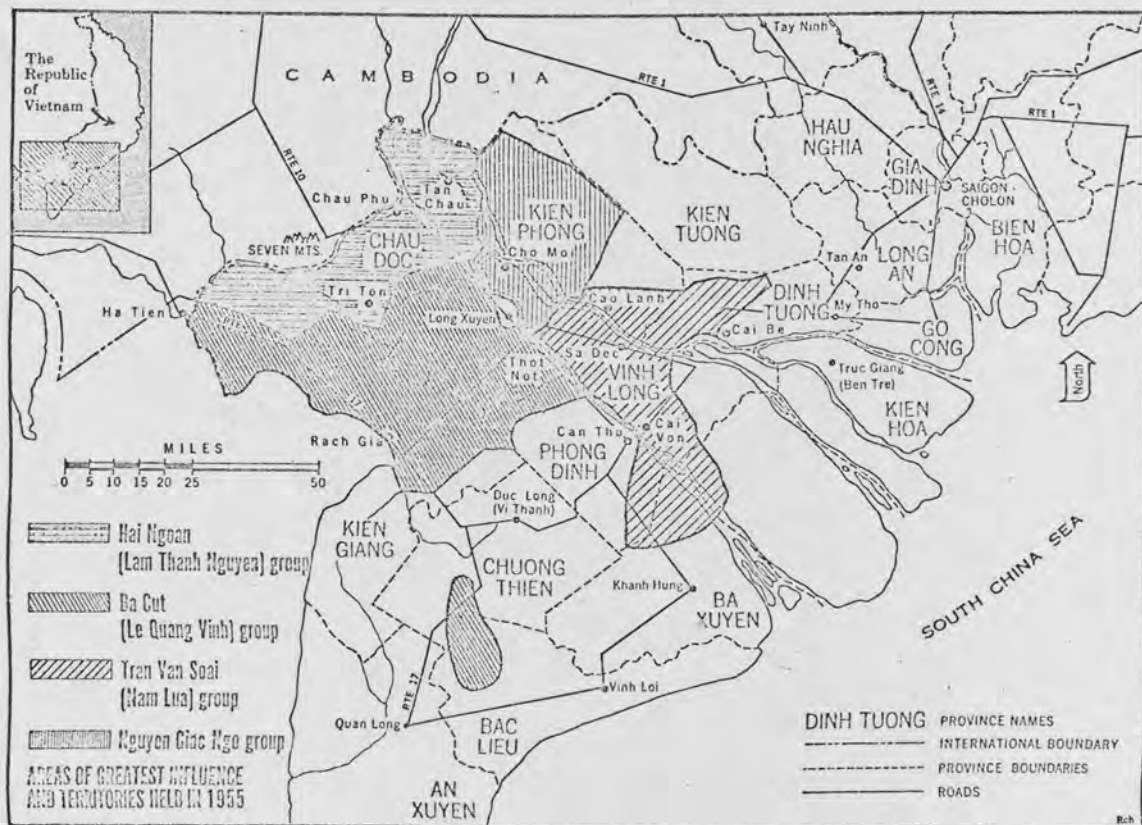 The
Republic
of
Vietnam
CAMBODIA
RTE 1
Tay Ninh
RTE 14
RTE 1
HAU
NGHIA
GIA
DINH
SAIGON-
CHOLON
BIEN
HOA
RTE 10
Chau Phu
Tan
Chau
KIEN
PHONG
KIEN
TUONG
SEVEN MTS.
CHAU
DOC
Cho Moi
Tan An
LONG
AN
Tri Ton
Ha Tien
Long Xuyen
Cao Lanh
DINH
TUONG
My Tho
Cai Be
GO
CONG
Thot
Not
Sa Dec
VINH
LONG
Truc Giang
(Ben Tre)
KIEN
HOA
North
Rach Gia
Can Tho
Cai
Von
PHONG
DINH
MILES
0 5 10 15 20 25 50
Duc Long
(Vi Thanh)
KIEN
GIANG
CHUONG
THIEN
Khanh Hung
BA
XUYEN
SOUTH CHINA SEA
Hai Ngoan
(Lam Thanh Nguyen) group
Ba Cut
(Le Quang Vinh) group
Tran Van Soai
(Nam Lua) group
Nguyen Giac Ngo group
AREAS OF GREATEST INFLUENCE
AND TERRITORIES HELD IN 1955
RTE 17
Vinh Loi
Quan Long
BAC
LIEU
AN
XUYEN
DINH TUONG PROVINCE NAMES
INTERNATIONAL BOUNDARY
PROVINCE BOUNDARIES
ROADS
Rch